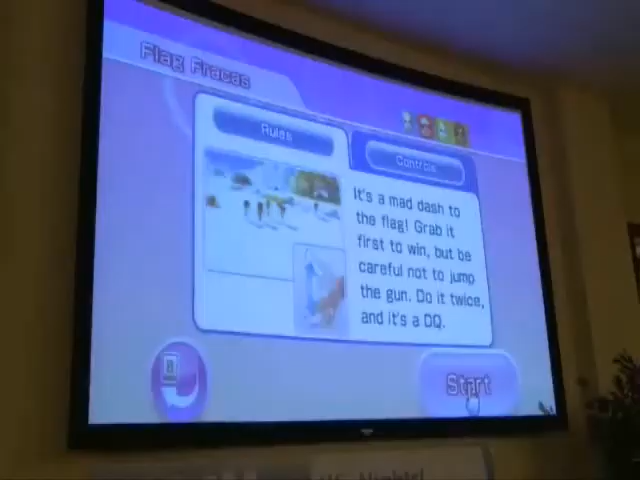 Flag Fracas
Rules
Controls
It's a mad dash to
the flag! Grab it
first to win, but be
careful not to jump
the gun. Do it twice,
and it's a DQ.
Start